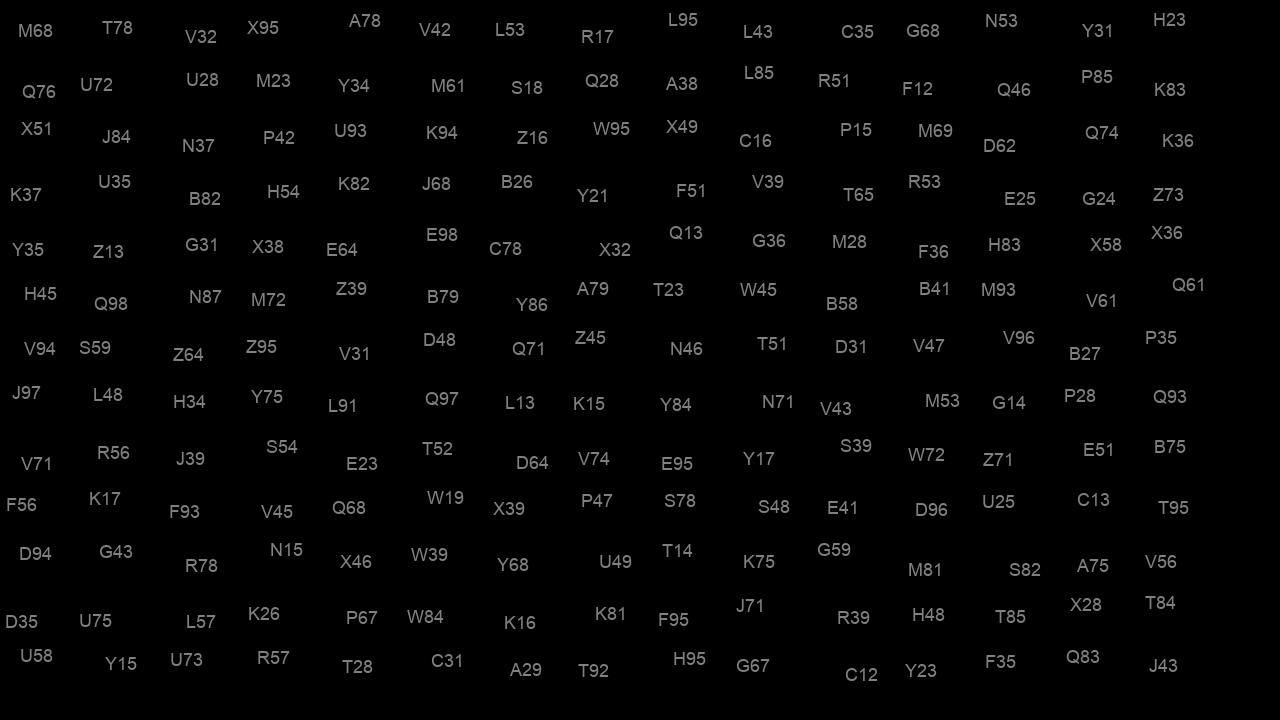 M68 T78 V32 X95 A78 V42 L53 R17 L95 L43 C35 G68 N53 Y31 H23
Q76 U72 U28 M23 Y34 M61 S18 Q28 A38 L85 R51 F12 Q46 P85 K83
X51 J84 N37 P42 U93 K94 Z16 W95 X49 C16 P15 M69 D62 Q74 K36
K37 U35 B82 H54 K82 J68 B26 Y21 F51 V39 T65 R53 E25 G24 Z73
Y35 Z13 G31 X38 E64 E98 C78 X32 Q13 G36 M28 F36 H83 X58 X36
H45 Q98 N87 M72 Z39 B79 Y86 A79 T23 W45 B58 B41 M93 V61 Q61
V94 S59 Z64 Z95 V31 D48 Q71 Z45 N46 T51 D31 V47 V96 B27 P35
J97 L48 H34 Y75 L91 Q97 L13 K15 Y84 N71 V43 M53 G14 P28 Q93
V71 R56 J39 S54 E23 T52 D64 V74 E95 Y17 S39 W72 Z71 E51 B75
F56 K17 F93 V45 Q68 W19 X39 P47 S78 S48 E41 D96 U25 C13 T95
D94 G43 R78 N15 X46 W39 Y68 U49 T14 K75 G59 M81 S82 A75 V56
D35 U75 L57 K26 P67 W84 K16 K81 F95 J71 R39 H48 T85 X28 T84
U58 Y15 U73 R57 T28 C31 A29 T92 H95 G67 C12 Y23 F35 Q83 J43